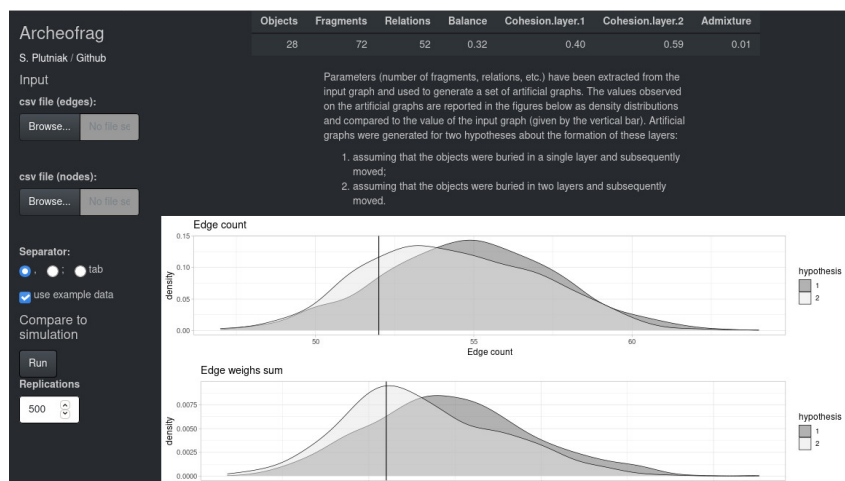 Archeofrag
S. Plutniak / Github
Input
csv file (edges):
Browse... No file se
csv file (nodes):
Browse... No file se
Separator:
, ; tab
use example data
Compare to
simulation
Run
Replications
500
Objects Fragments Relations Balance Cohesion.layer.1 Cohesion.layer.2 Admixture
28 72 52 0.32 0.40 0.59 0.01
Parameters (number of fragments, relations, etc.) have been extracted from the
input graph and used to generate a set of artificial graphs. The values observed
on the artificial graphs are reported in the figures below as density distributions
and compared to the value of the input graph (given by the vertical bar). Artificial
graphs were generated for two hypotheses about the formation of these layers:
1. assuming that the objects were buried in a single layer and subsequently
moved;
2. assuming that the objects were buried in two layers and subsequently
moved.
Edge count
density
0.15
0.10
0.05
0.00
50 55 60
Edge count
hypothesis
1
2
Edge weighs sum
density
0.0075
0.0050
0.0025
0.0000
hypothesis
1
2